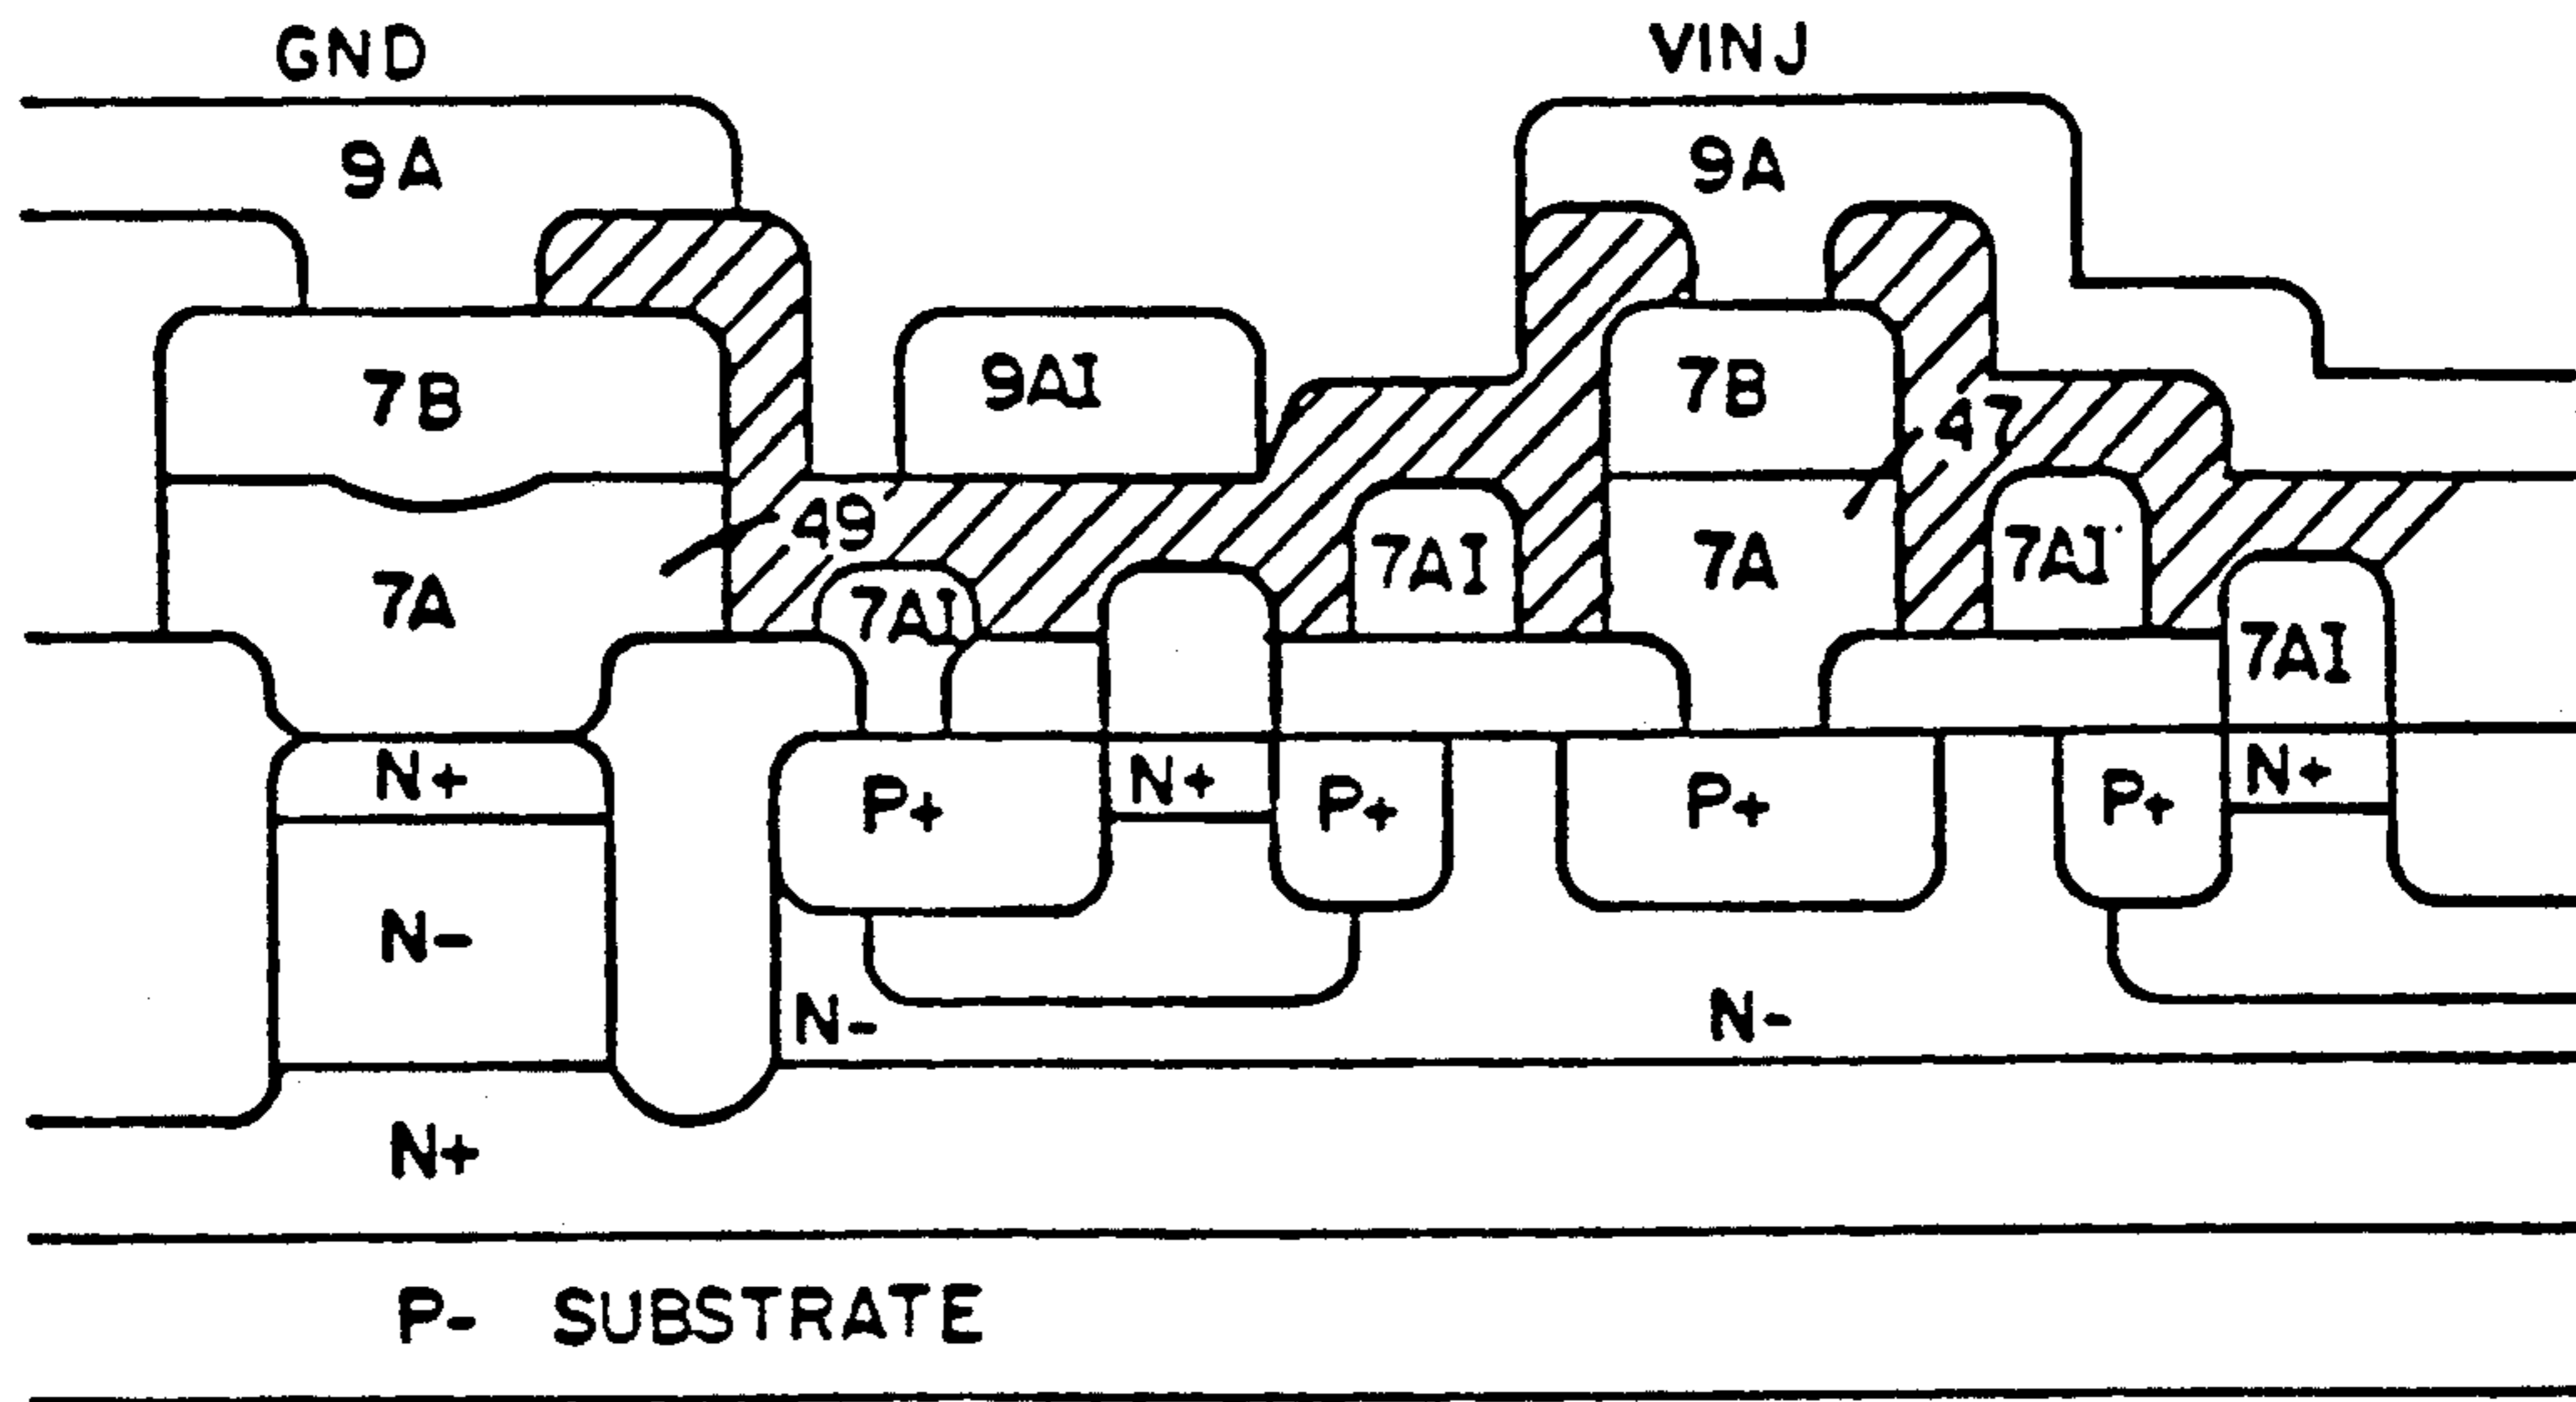 GND VINJ
9A 9A
7B 9AI 7B 47
49 7AI 7A 7AI
7A 7AI 7AI
N+ P+ N+ P+ P+ P+ N+
N- N- N-
N+
P- SUBSTRATE